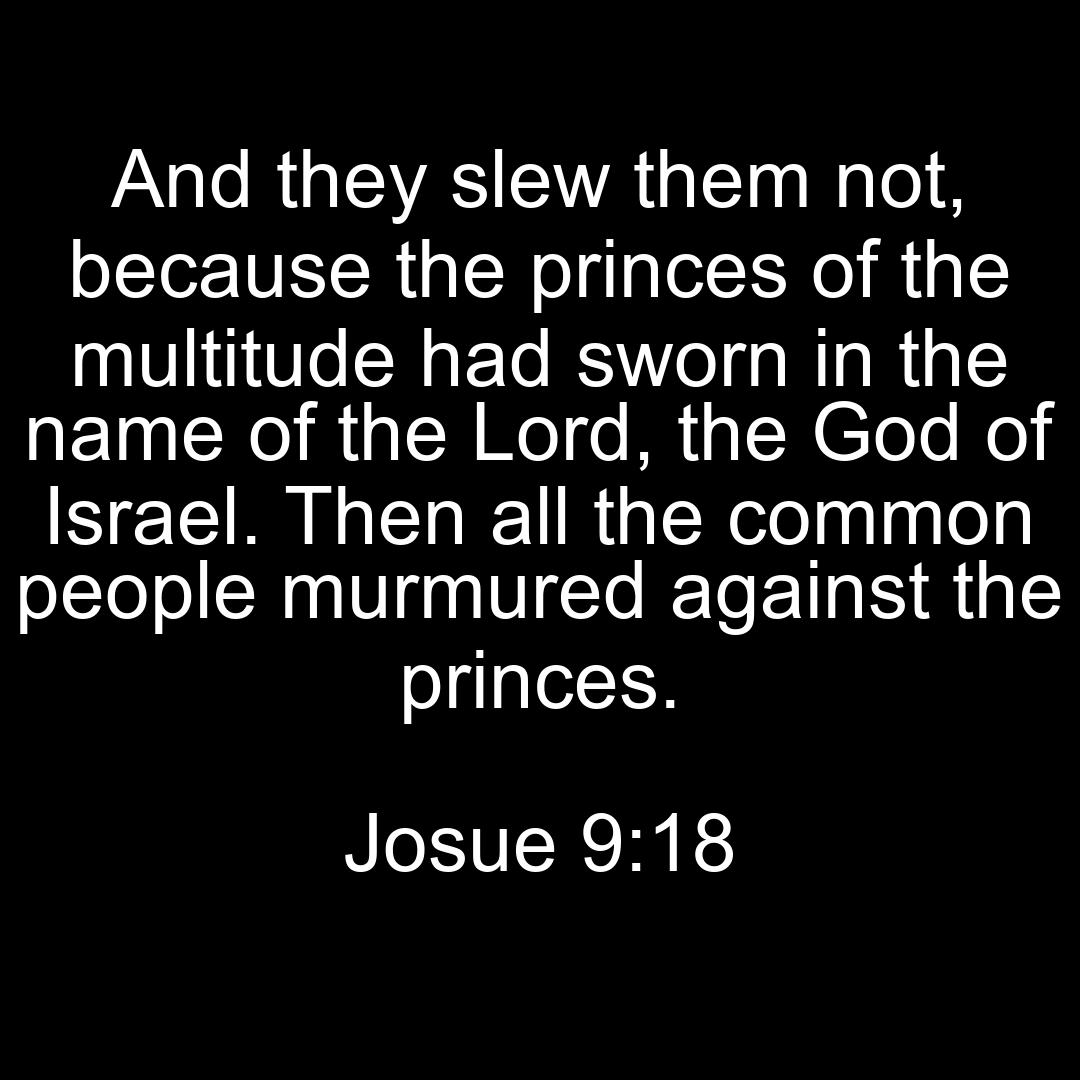 And they slew them not,
because the princes of the
multitude had sworn in the
name of the Lord, the God of
Israel. Then all the common
people murmured against the
princes.
Josue 9:18